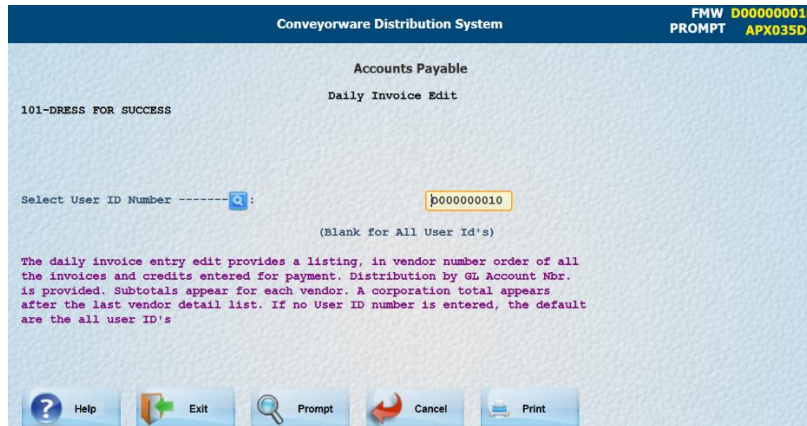 Conveyorware Distribution System
FMW D00000001
PROMPT APX035D
Accounts Payable
Daily Invoice Edit
101-DRESS FOR SUCCESS
Select User ID Number -------: D000000010
(Blank for All User Id's)
The daily invoice entry edit provides a listing, in vendor number order of all
the invoices and credits entered for payment. Distribution by GL Account Nbr.
is provided. Subtotals appear for each vendor. A corporation total appears
after the last vendor detail list. If no User ID number is entered, the default
are the all user ID's
Help Exit Prompt Cancel Print